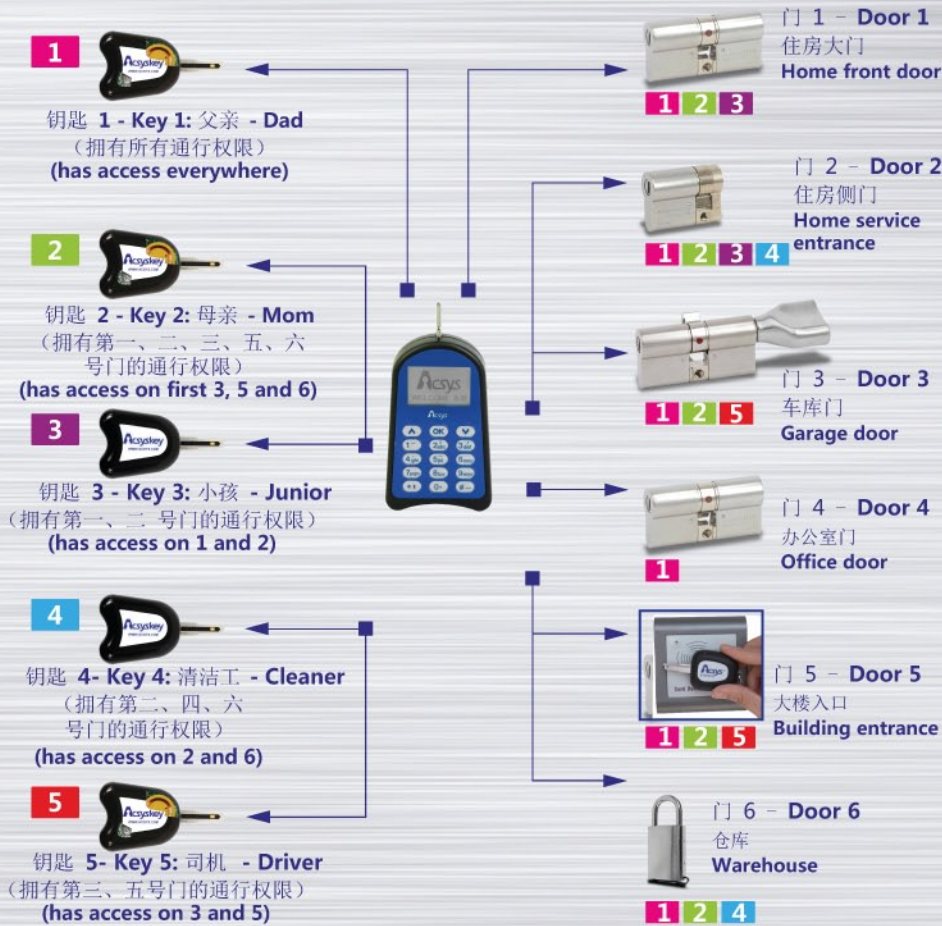 1
Acsyskey
钥匙 1 - Key 1: 父亲 - Dad
（拥有所有通行权限）
(has access everywhere)
2
Acsyskey
钥匙 2 - Key 2: 母亲 - Mom
（拥有第一、二、三、五、六
号门的通行权限）
(has access on first 3, 5 and 6)
3
Acsyskey
钥匙 3 - Key 3: 小孩 - Junior
（拥有第一、二 号门的通行权限）
(has access on 1 and 2)
4
Acsyskey
钥匙 4- Key 4: 清洁工 - Cleaner
（拥有第二、四、六
号门的通行权限）
(has access on 2 and 6)
5
Acsyskey
钥匙 5- Key 5: 司机 - Driver
（拥有第三、五号门的通行权限）
(has access on 3 and 5)
Acsys
WELCOME
Acsys
OK
门 1 - Door 1
住房大门
Home front door
1 2 3
门 2 - Door 2
住房侧门
Home service
entrance
1 2 3 4
门 3 - Door 3
车库门
Garage door
1 2 5
门 4 - Door 4
办公室门
Office door
1
Acsys
门 5 - Door 5
大楼入口
Building entrance
1 2 5
门 6 - Door 6
仓库
Warehouse
1 2 4